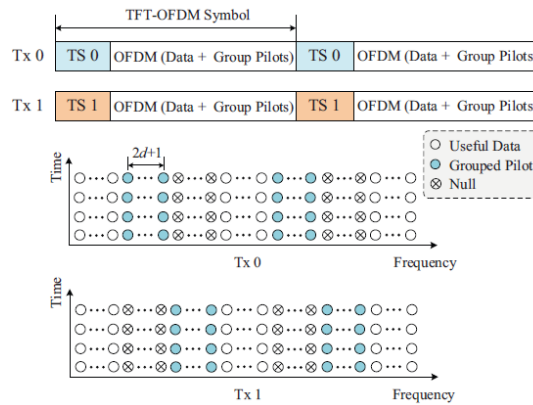 TFT-OFDM Symbol
Tx 0 TS 0 OFDM (Data + Group Pilots) TS 0 OFDM (Data + Group Pilots)
Tx 1 TS 1 OFDM (Data + Group Pilots) TS 1 OFDM (Data + Group Pilots)
Useful Data
Grouped Pilot
Null
Time
2d+1
Tx 0 Frequency
Time
Tx 1 Frequency